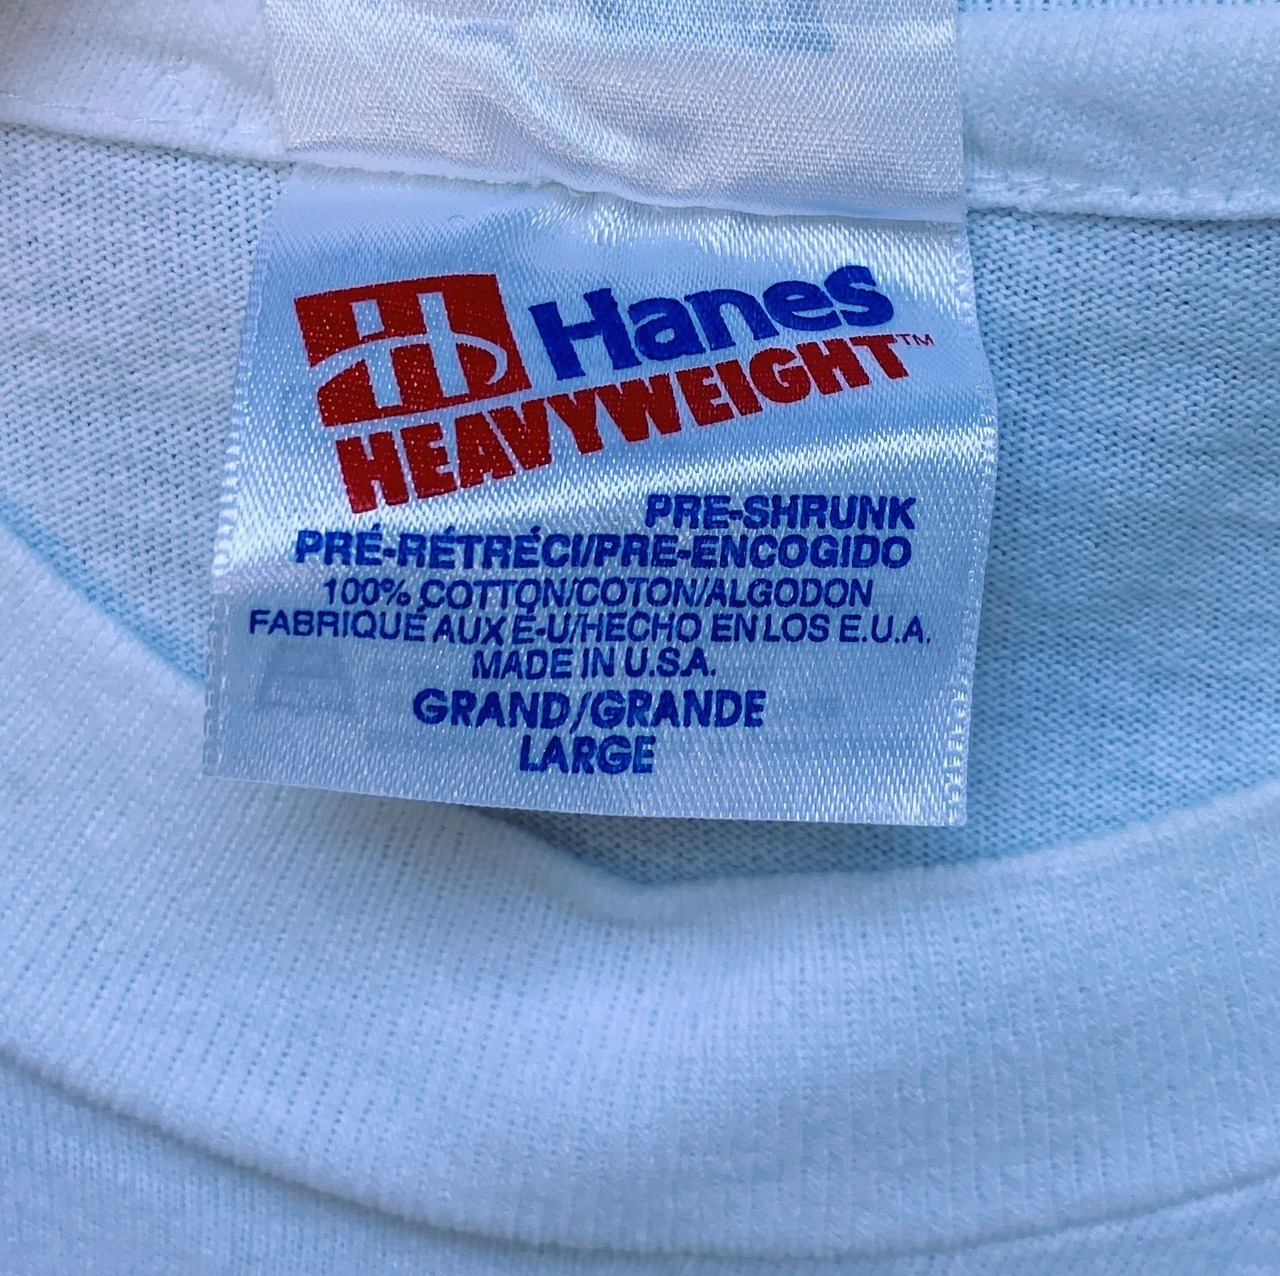 Hanes
HEAVYWEIGHT™
PRE-SHRUNK
PRÉ-RÉTRÉCI/PRE-ENCOGIDO
100% COTTON/COTON/ALGODON
FABRIQUÉ AUX É-U/HECHO EN LOS E.U.A.
MADE IN U.S.A.
GRAND/GRANDE
LARGE